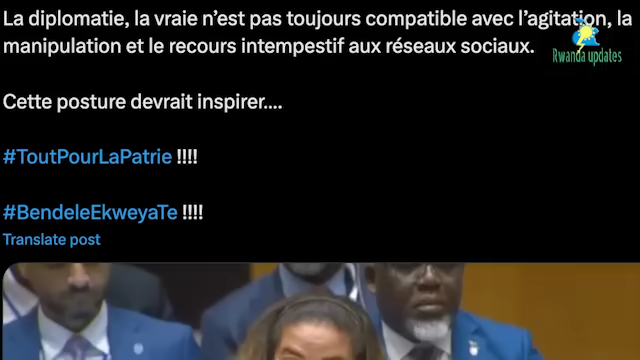 La diplomatie, la vraie n’est pas toujours compatible avec l’agitation, la
manipulation et le recours intempestif aux réseaux sociaux.
Rwanda updates
Cette posture devrait inspirer....
#ToutPourLaPatrie !!!!
#BendeleEkweyaTe !!!!
Translate post